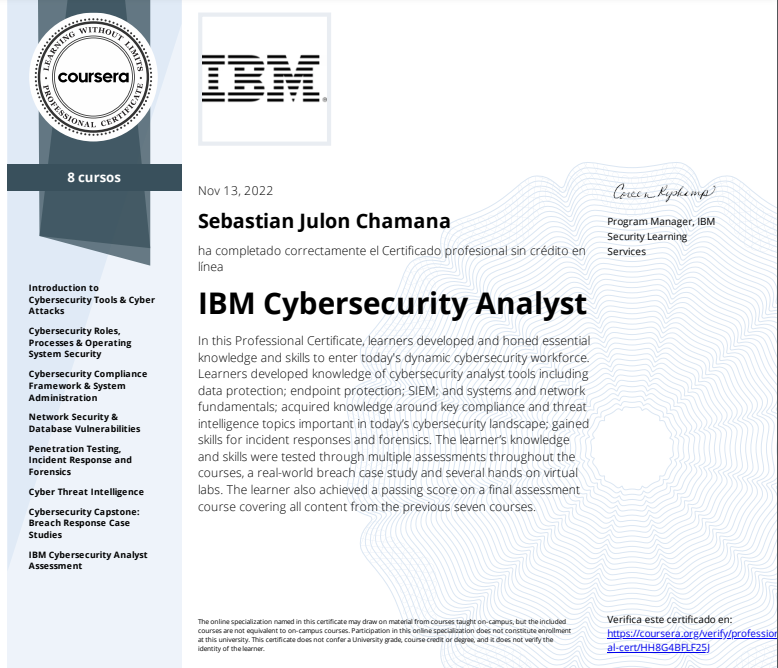 LEARNING WITHOUT LIMITS
coursera
PROFESSIONAL CERTIFICATE
IBM®
8 cursos
Nov 13, 2022
Sebastian Julon Chamana
ha completado correctamente el Certificado profesional sin crédito en
línea
IBM Cybersecurity Analyst
In this Professional Certificate, learners developed and honed essential
knowledge and skills to enter today's dynamic cybersecurity workforce.
Learners developed knowledge of cybersecurity analyst tools including
data protection; endpoint protection; SIEM; and systems and network
fundamentals; acquired knowledge around key compliance and threat
intelligence topics important in today's cybersecurity landscape; gained
skills for incident responses and forensics. The learner's knowledge
and skills were tested through multiple assessments throughout the
courses, a real-world breach case study and several hands on virtual
labs. The learner also achieved a passing score on a final assessment
course covering all content from the previous seven courses.
Introduction to
Cybersecurity Tools & Cyber
Attacks
Cybersecurity Roles,
Processes & Operating
System Security
Cybersecurity Compliance
Framework & System
Administration
Network Security &
Database Vulnerabilities
Penetration Testing,
Incident Response and
Forensics
Cyber Threat Intelligence
Cybersecurity Capstone:
Breach Response Case
Studies
IBM Cybersecurity Analyst
Assessment
Program Manager, IBM
Security Learning
Services
The online specialization named in this certificate may draw on material from courses taught on-campus, but the included
courses are not equivalent to on-campus courses. Participation in this online specialization does not constitute enrollment
at this university. This certificate does not confer a University grade, course credit or degree, and it does not verify the
identity of the learner.
Verifica este certificado en:
https://coursera.org/verify/profession
al-cert/HH8G4BFLF25J